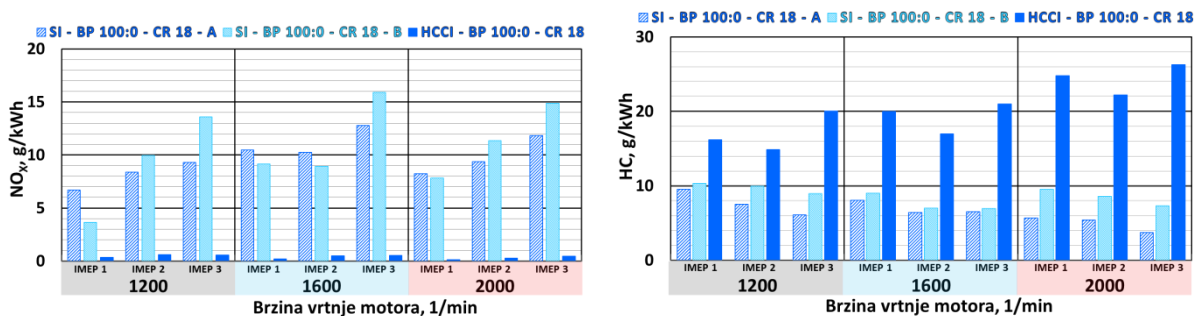 SI - BP 100:0 - CR 18 - A SI - BP 100:0 - CR 18 - B HCCI - BP 100:0 - CR 18
NOX, g/kWh
20
15
10
5
0
IMEP 1 IMEP 2 IMEP 3 IMEP 1 IMEP 2 IMEP 3 IMEP 1 IMEP 2 IMEP 3
1200 1600 2000
Brzina vrtnje motora, 1/min
SI - BP 100:0 - CR 18 - A SI - BP 100:0 - CR 18 - B HCCI - BP 100:0 - CR 18
HC, g/kWh
30
20
10
0
IMEP 1 IMEP 2 IMEP 3 IMEP 1 IMEP 2 IMEP 3 IMEP 1 IMEP 2 IMEP 3
1200 1600 2000
Brzina vrtnje motora, 1/min